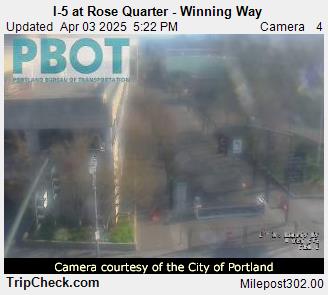 I-5 at Rose Quarter - Winning Way
Updated Apr 03 2025 5:22 PM Camera 4
PBOT
PORTLAND BUREAU OF TRANSPORTATION
Camera courtesy of the City of Portland
TripCheck.com Milepost302.00